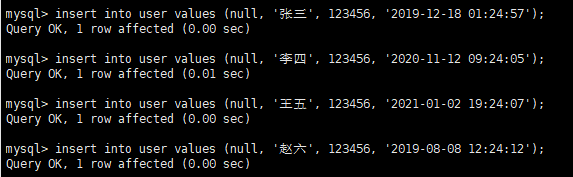 mysql> insert into user values (null, '张三', 123456, '2019-12-18 01:24:57');
Query OK, 1 row affected (0.00 sec)
mysql> insert into user values (null, '李四', 123456, '2020-11-12 09:24:05');
Query OK, 1 row affected (0.01 sec)
mysql> insert into user values (null, '王五', 123456, '2021-01-02 19:24:07');
Query OK, 1 row affected (0.00 sec)
mysql> insert into user values (null, '赵六', 123456, '2019-08-08 12:24:12');
Query OK, 1 row affected (0.00 sec)